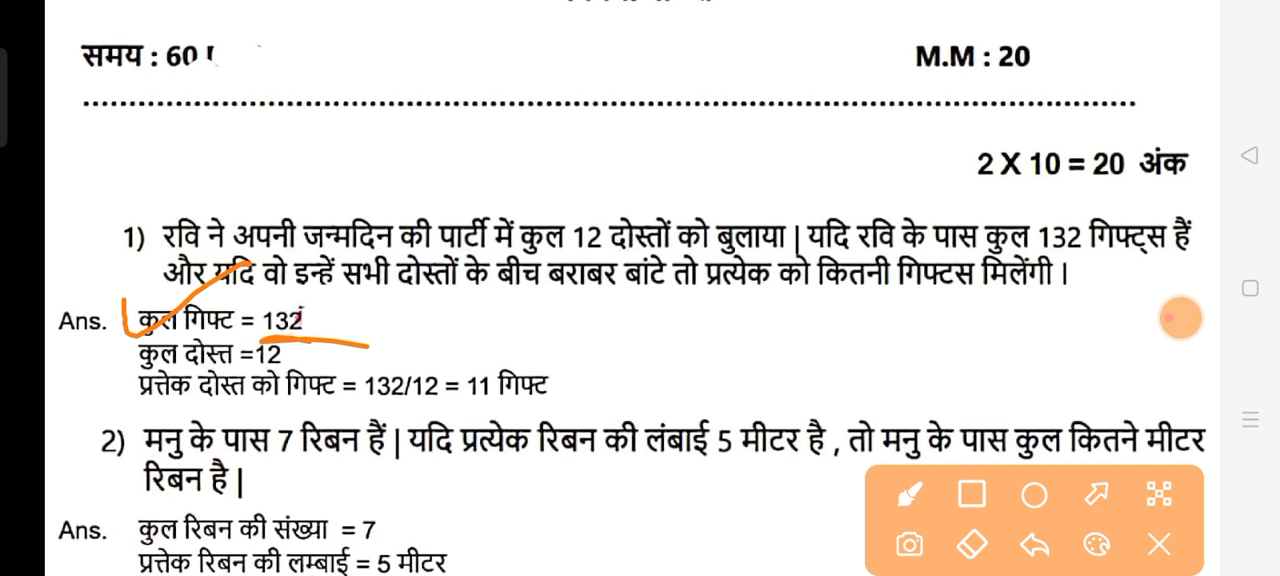 समय : 60
M.M : 20
2 X 10 = 20 अंक
1) रवि ने अपनी जन्मदिन की पार्टी में कुल 12 दोस्तों को बुलाया | यदि रवि के पास कुल 132 गिफ्ट्स हैं
और यदि वो इन्हें सभी दोस्तों के बीच बराबर बांटे तो प्रत्येक को कितनी गिफ्टस मिलेंगी |
Ans. कुल गिफ्ट = 132
कुल दोस्त =12
प्रत्तेक दोस्त को गिफ्ट = 132/12 = 11 गिफ्ट
2) मनु के पास 7 रिबन हैं | यदि प्रत्येक रिबन की लंबाई 5 मीटर है , तो मनु के पास कुल कितने मीटर
रिबन है |
Ans. कुल रिबन की संख्या = 7
प्रत्तेक रिबन की लम्बाई = 5 मीटर